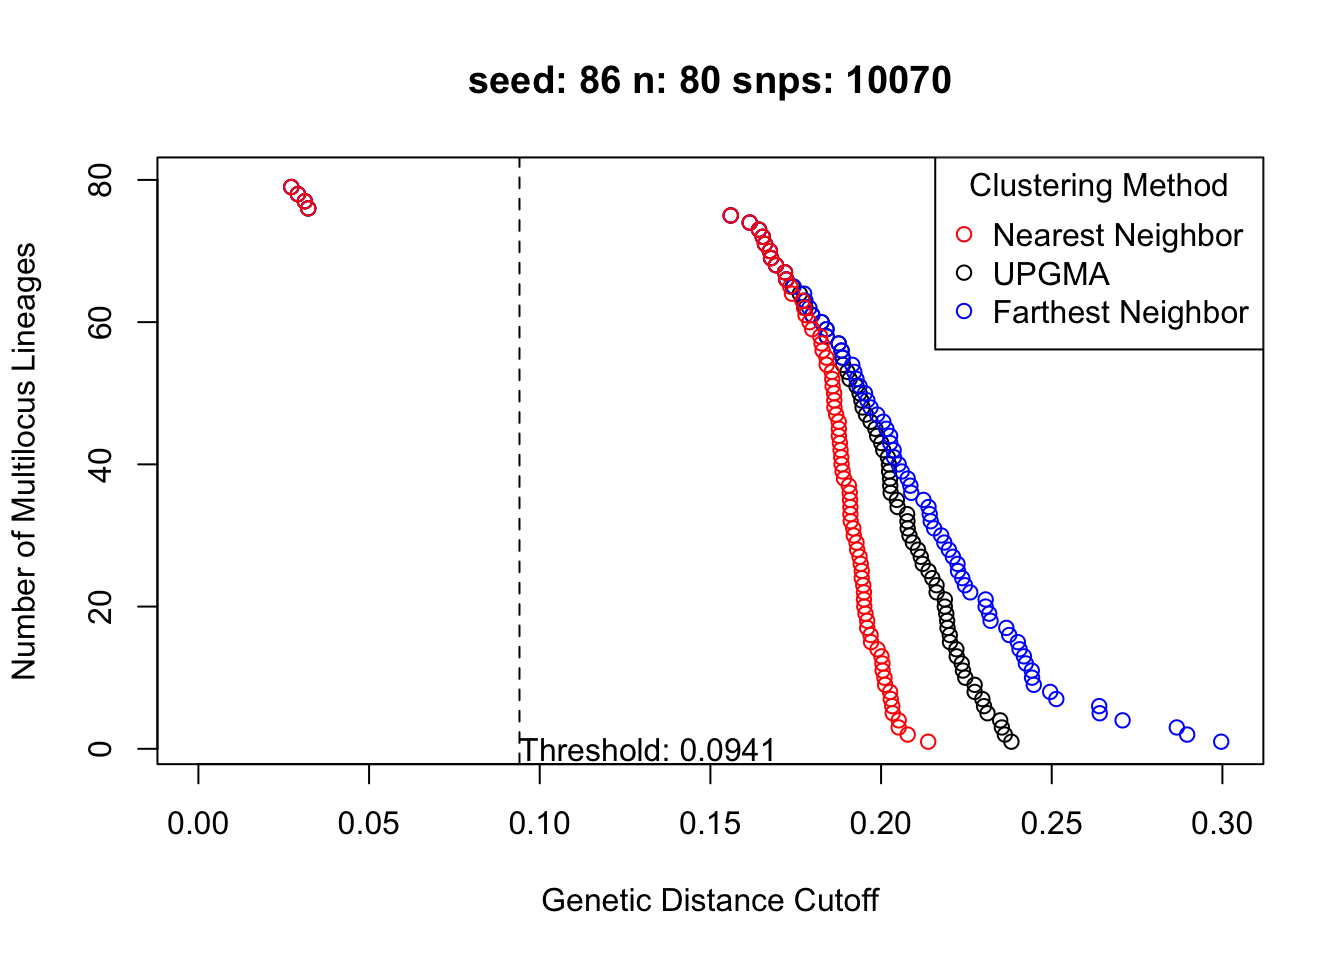 seed: 86 n: 80 snps: 10070
Clustering Method
Nearest Neighbor
UPGMA
Farthest Neighbor
Number of Multilocus Lineages
80
60
40
20
0
Threshold: 0.0941
0.00 0.05 0.10 0.15 0.20 0.25 0.30
Genetic Distance Cutoff